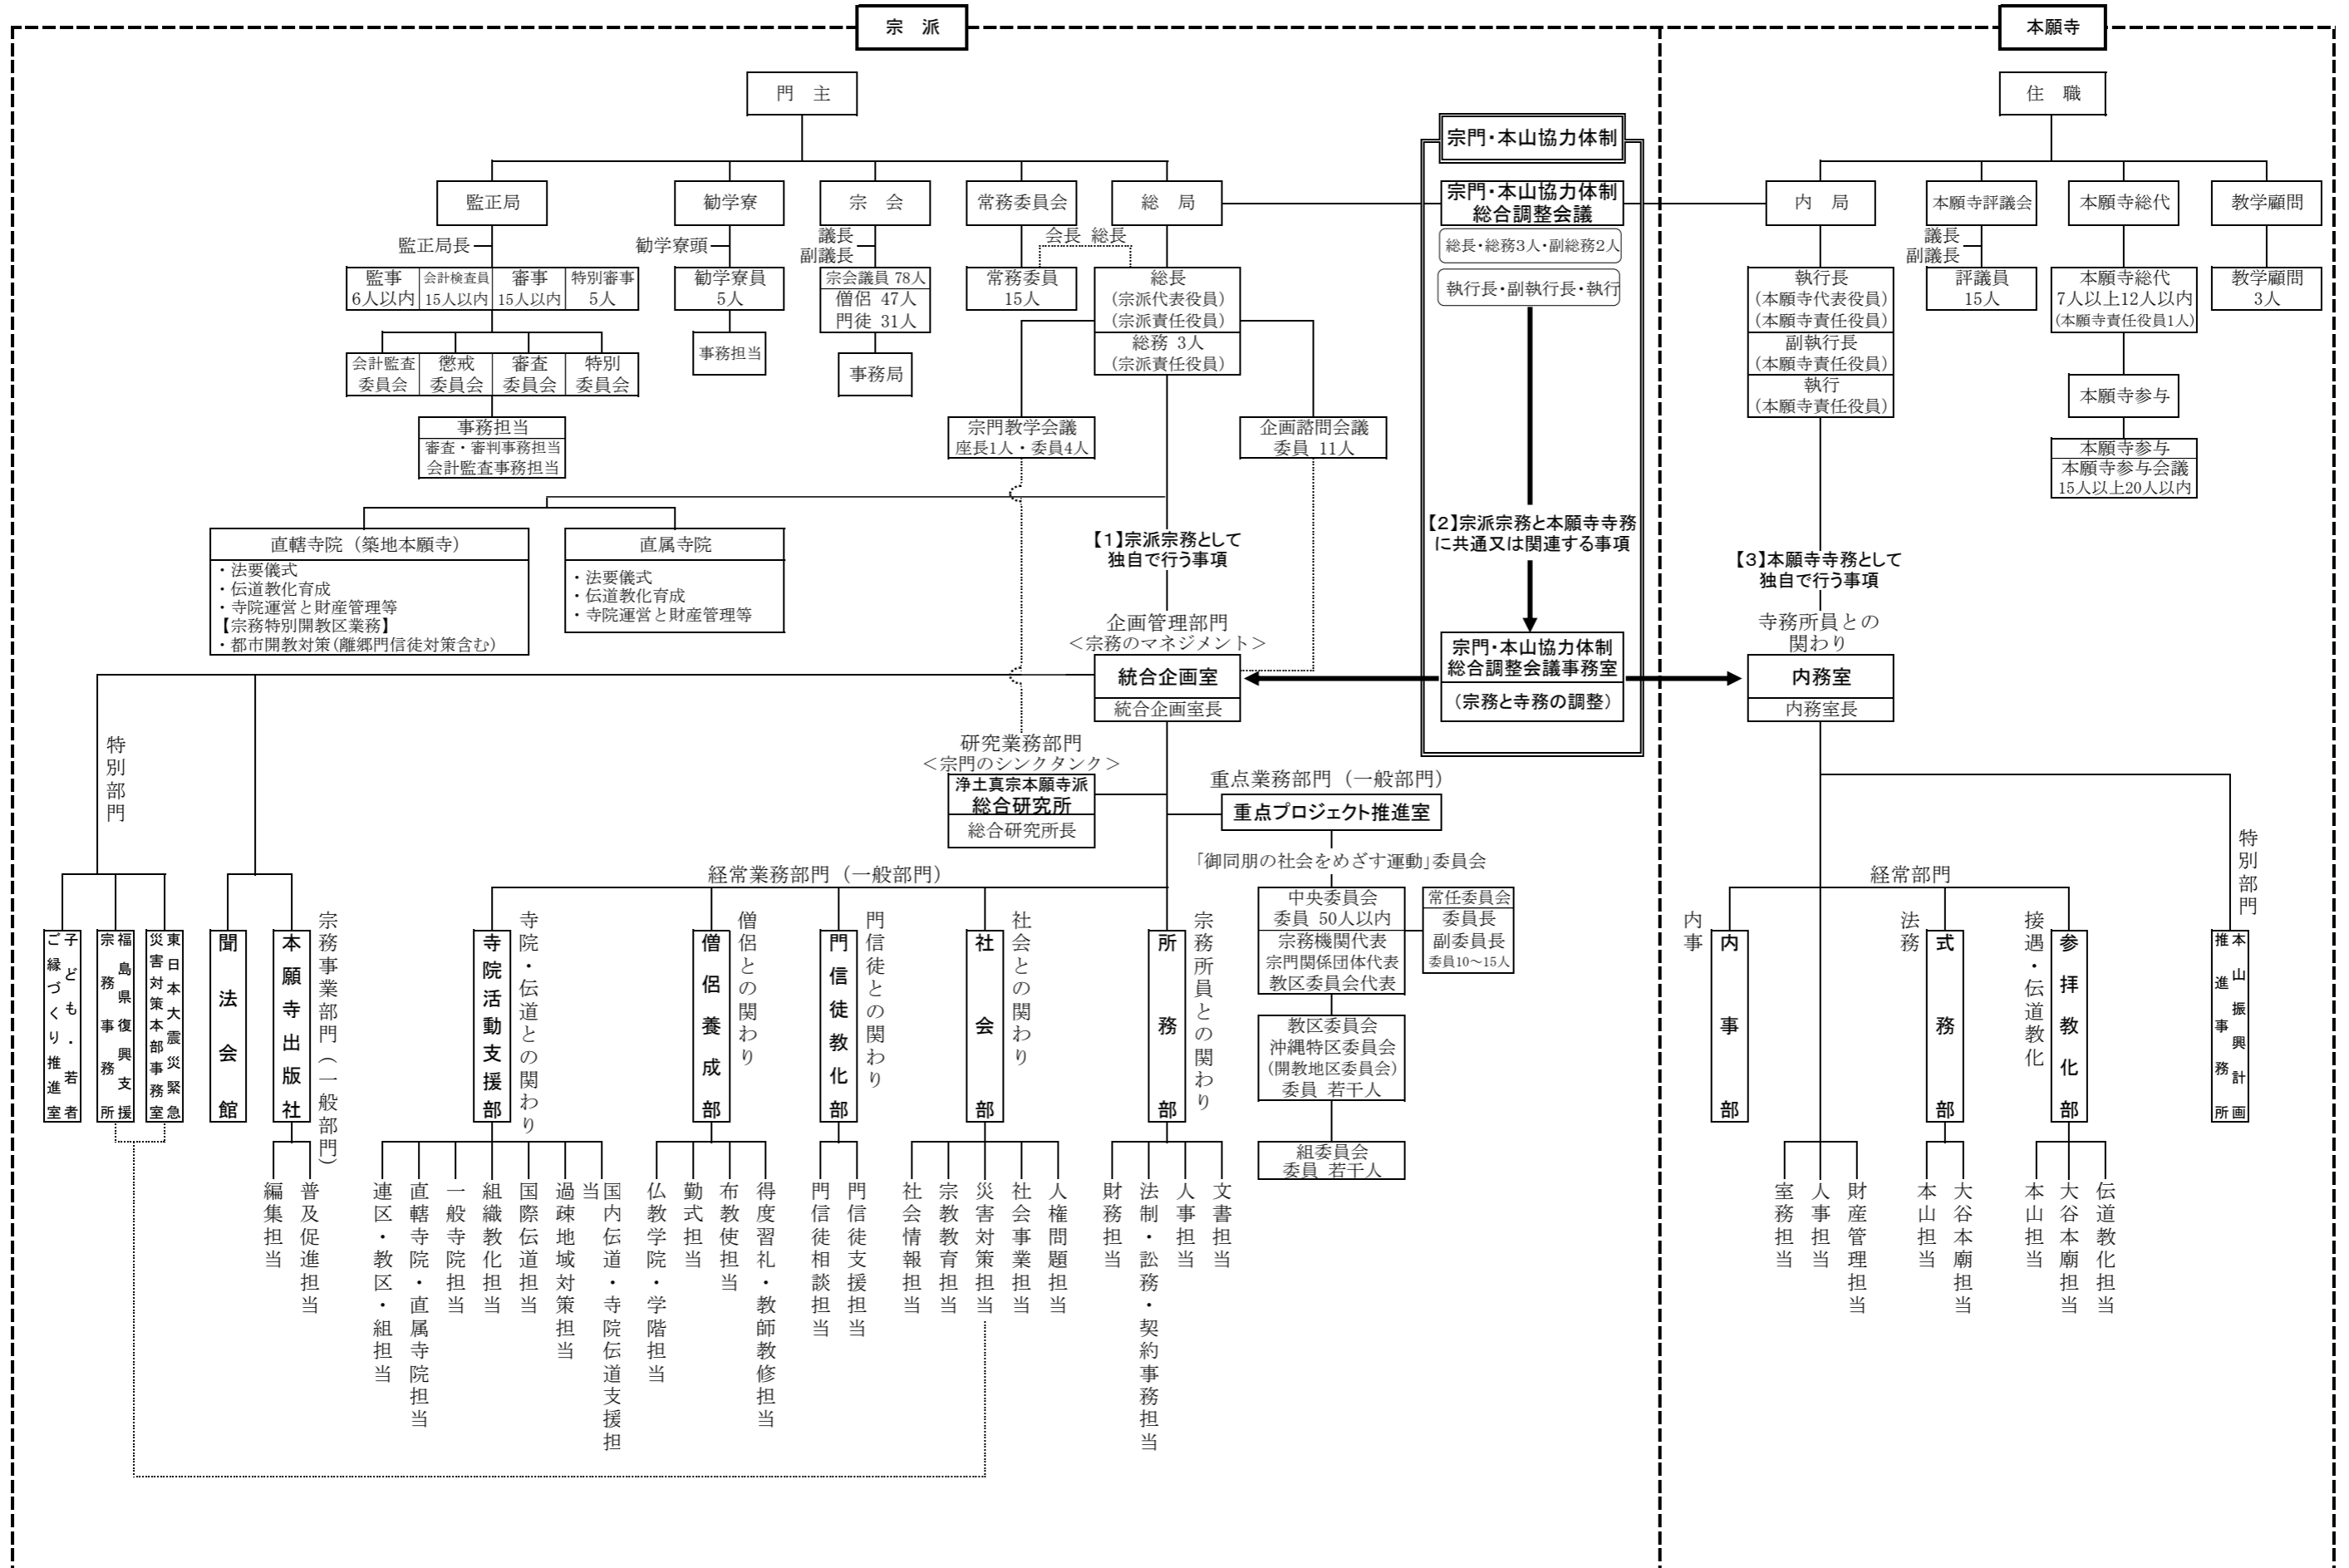 宗　派
本願寺
門　主
住　職
宗門・本山協力体制
監正局
勧学寮
宗　会
常務委員会
総　局
宗門・本山協力体制
総合調整会議
内　局
本願寺評議会
本願寺総代
教学顧問
監正局長
勧学寮頭
議長
副議長
会長 総長
総長・総務3人・副総務2人
執行長・副執行長・執行
議長
副議長
監事
6人以内
会計検査員
15人以内
審事
15人以内
特別審事
5人
勧学寮員
5人
宗会議員 78人
僧侶 47人
門徒 31人
常務委員
15人
総長
(宗派代表役員)
(宗派責任役員)
総務 3人
(宗派責任役員)
執行長
(本願寺代表役員)
(本願寺責任役員)
副執行長
(本願寺責任役員)
執行
(本願寺責任役員)
評議員
15人
本願寺総代
7人以上12人以内
(本願寺責任役員1人)
教学顧問
3人
会計監査
委員会
懲戒
委員会
審査
委員会
特別
委員会
事務担当
事務局
本願寺参与
事務担当
審査・審判事務担当
会計監査事務担当
宗門教学会議
座長1人・委員4人
企画諮問会議
委員 11人
本願寺参与
本願寺参与会議
15人以上20人以内
直轄寺院（築地本願寺）
・法要儀式
・伝道教化育成
・寺院運営と財産管理等
【宗務特別開教区業務】
・都市開教対策(離郷門信徒対策含む)
直属寺院
・法要儀式
・伝道教化育成
・寺院運営と財産管理等
【1】宗派宗務として
独自で行う事項
【2】宗派宗務と本願寺寺務
に共通又は関連する事項
【3】本願寺寺務として
独自で行う事項
企画管理部門
＜宗務のマネジメント＞
統合企画室
統合企画室長
宗門・本山協力体制
総合調整会議事務室
(宗務と寺務の調整)
寺務所員との
関わり
内務室
内務室長
研究業務部門
＜宗門のシンクタンク＞
浄土真宗本願寺派
総合研究所
総合研究所長
重点業務部門（一般部門）
重点プロジェクト推進室
「御同朋の社会をめざす運動」委員会
中央委員会
委員 50人以内
宗務機関代表
宗門関係団体代表
教区委員会代表
常任委員会
委員長
副委員長
委員10～15人
教区委員会
沖縄特区委員会
(開教地区委員会)
委員 若干人
組委員会
委員 若干人
特別部門
子ども・若者
ご縁づくり推進室
福島県復興支援
宗務事務所
東日本大震災緊急
災害対策本部事務室
聞法会館
本願寺出版社
宗務事業部門（一般部門）
編集担当
普及促進担当
経常業務部門（一般部門）
寺院活動支援部
寺院・伝道との関わり
連区・教区・組担当
直轄寺院・直属寺院担当
一般寺院担当
組織教化担当
国際伝道担当
過疎地域対策担当
国内伝道・寺院伝道支援担
当
僧侶養成部
僧侶との関わり
仏教学院・学階担当
勤式担当
布教使担当
得度習礼・教師教修担当
門信徒教化部
門信徒との関わり
門信徒相談担当
門信徒支援担当
社会部
社会との関わり
社会情報担当
宗教教育担当
災害対策担当
社会事業担当
人権問題担当
所務部
宗務所員との関わり
財務担当
法制・訟務・契約事務担当
人事担当
文書担当
経常部門
内事
内事部
室務担当
人事担当
財産管理担当
法務
式務部
本山担当
大谷本廟担当
接遇・伝道教化
参拝教化部
本山担当
大谷本廟担当
伝道教化担当
特別部門
本山振興計画
推進事務所